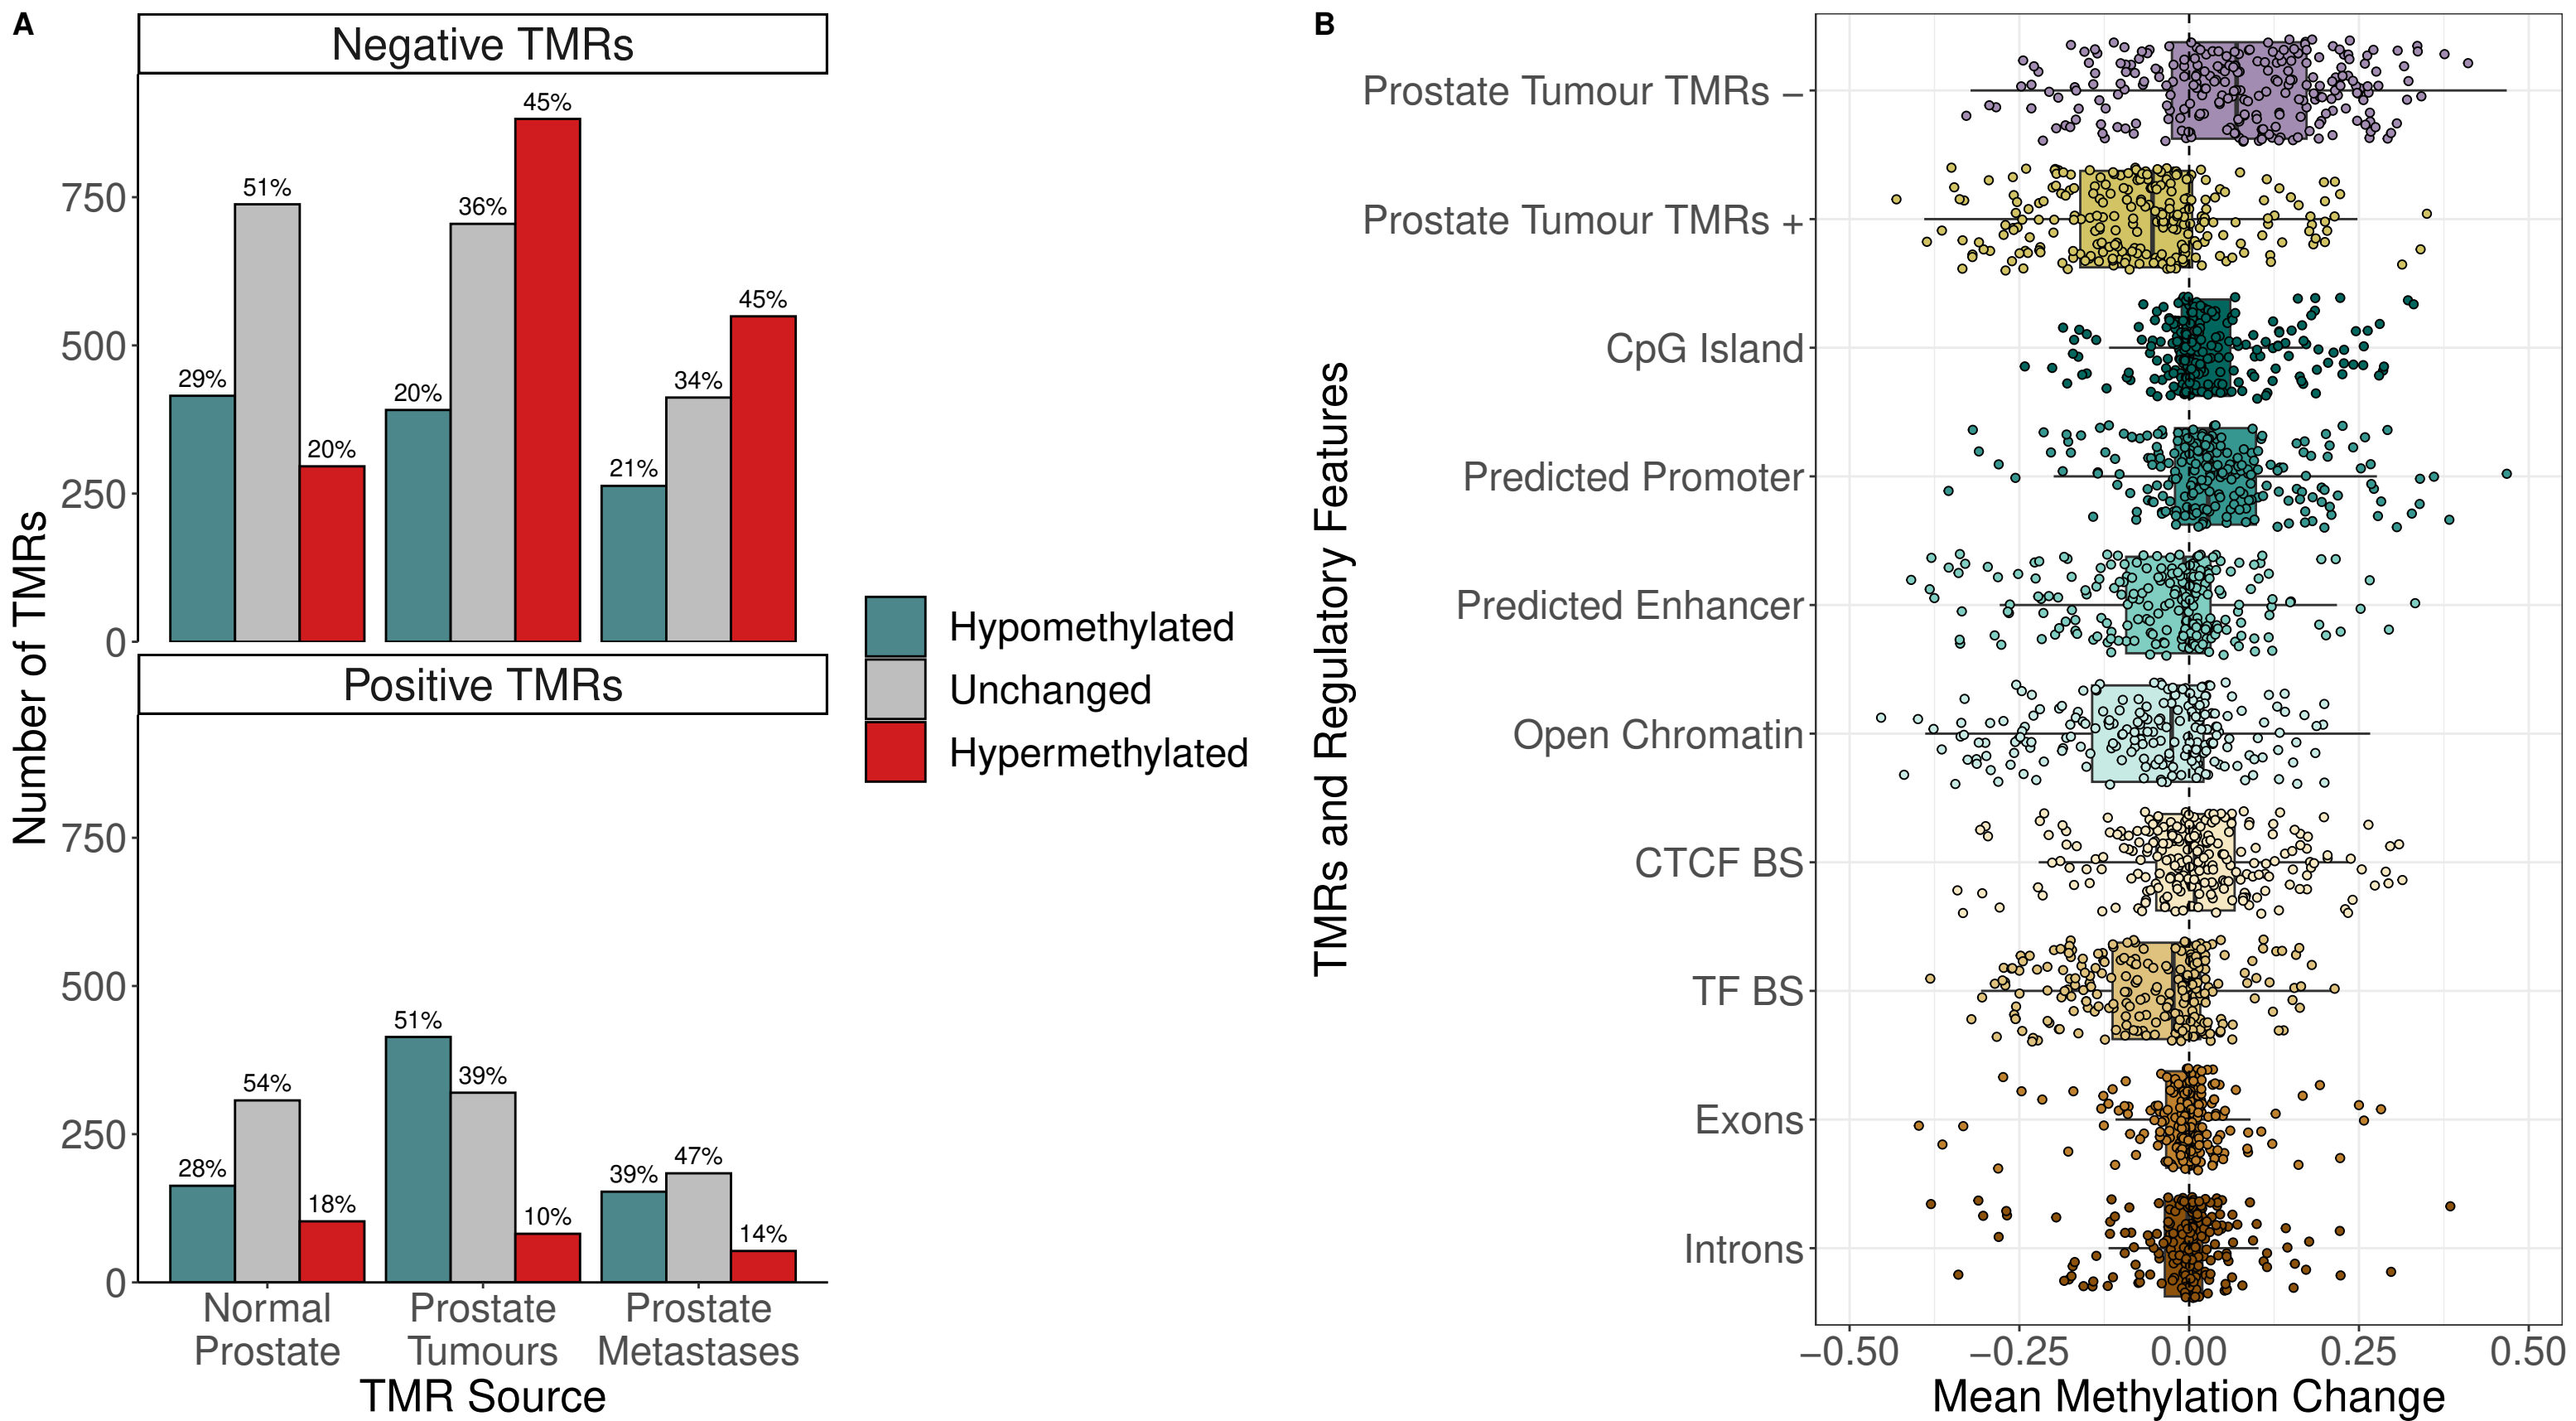 A
Negative TMRs
Number of TMRs
750
500
250
0
29%
51%
20%
20%
36%
45%
21%
34%
45%
Positive TMRs
750
500
250
0
28%
54%
18%
51%
39%
10%
39%
47%
14%
Normal
Prostate
Prostate
Tumours
Prostate
Metastases
TMR Source
Hypomethylated
Unchanged
Hypermethylated
B
TMRs and Regulatory Features
Prostate Tumour TMRs −
Prostate Tumour TMRs +
CpG Island
Predicted Promoter
Predicted Enhancer
Open Chromatin
CTCF BS
TF BS
Exons
Introns
−0.50
−0.25
0.00
0.25
0.50
Mean Methylation Change